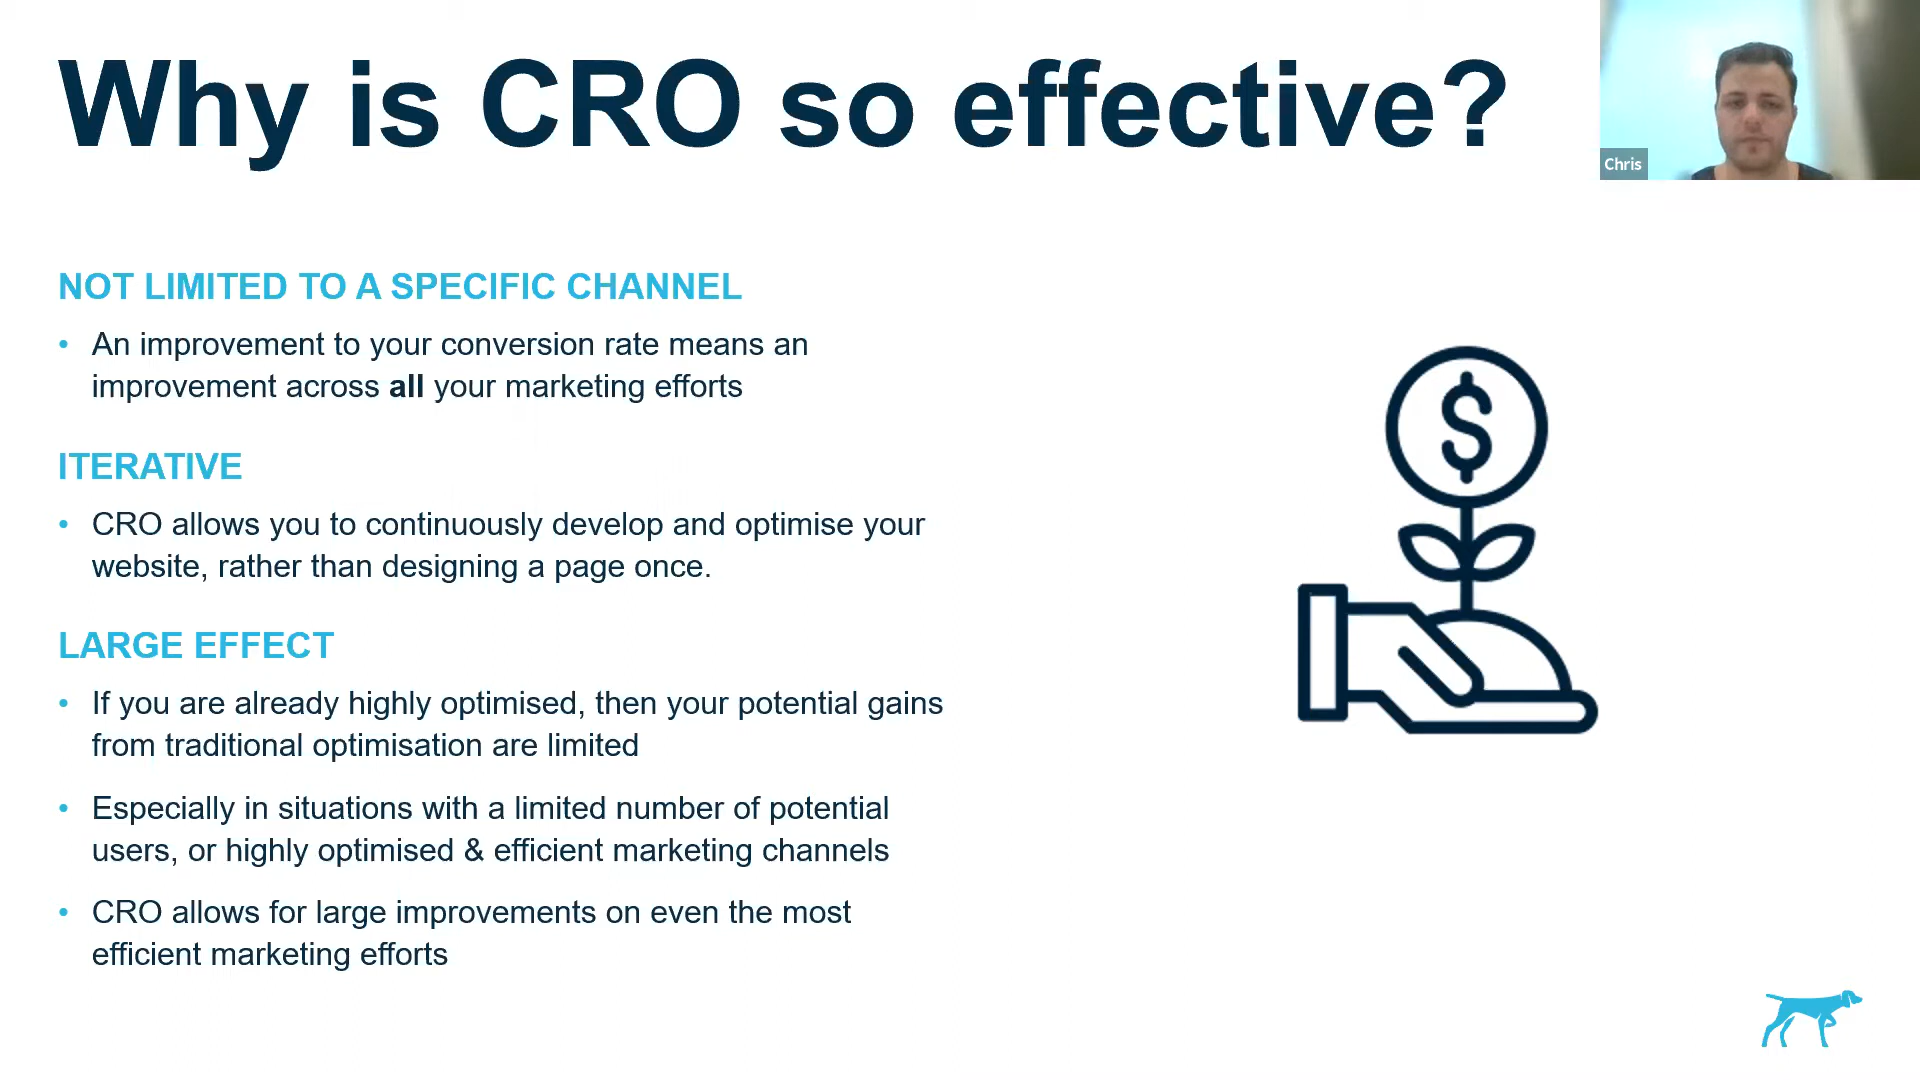 Why is CRO so effective?
Chris
NOT LIMITED TO A SPECIFIC CHANNEL
• An improvement to your conversion rate means an
improvement across all your marketing efforts
ITERATIVE
• CRO allows you to continuously develop and optimise your
website, rather than designing a page once.
LARGE EFFECT
• If you are already highly optimised, then your potential gains
from traditional optimisation are limited
• Especially in situations with a limited number of potential
users, or highly optimised & efficient marketing channels
• CRO allows for large improvements on even the most
efficient marketing efforts
$